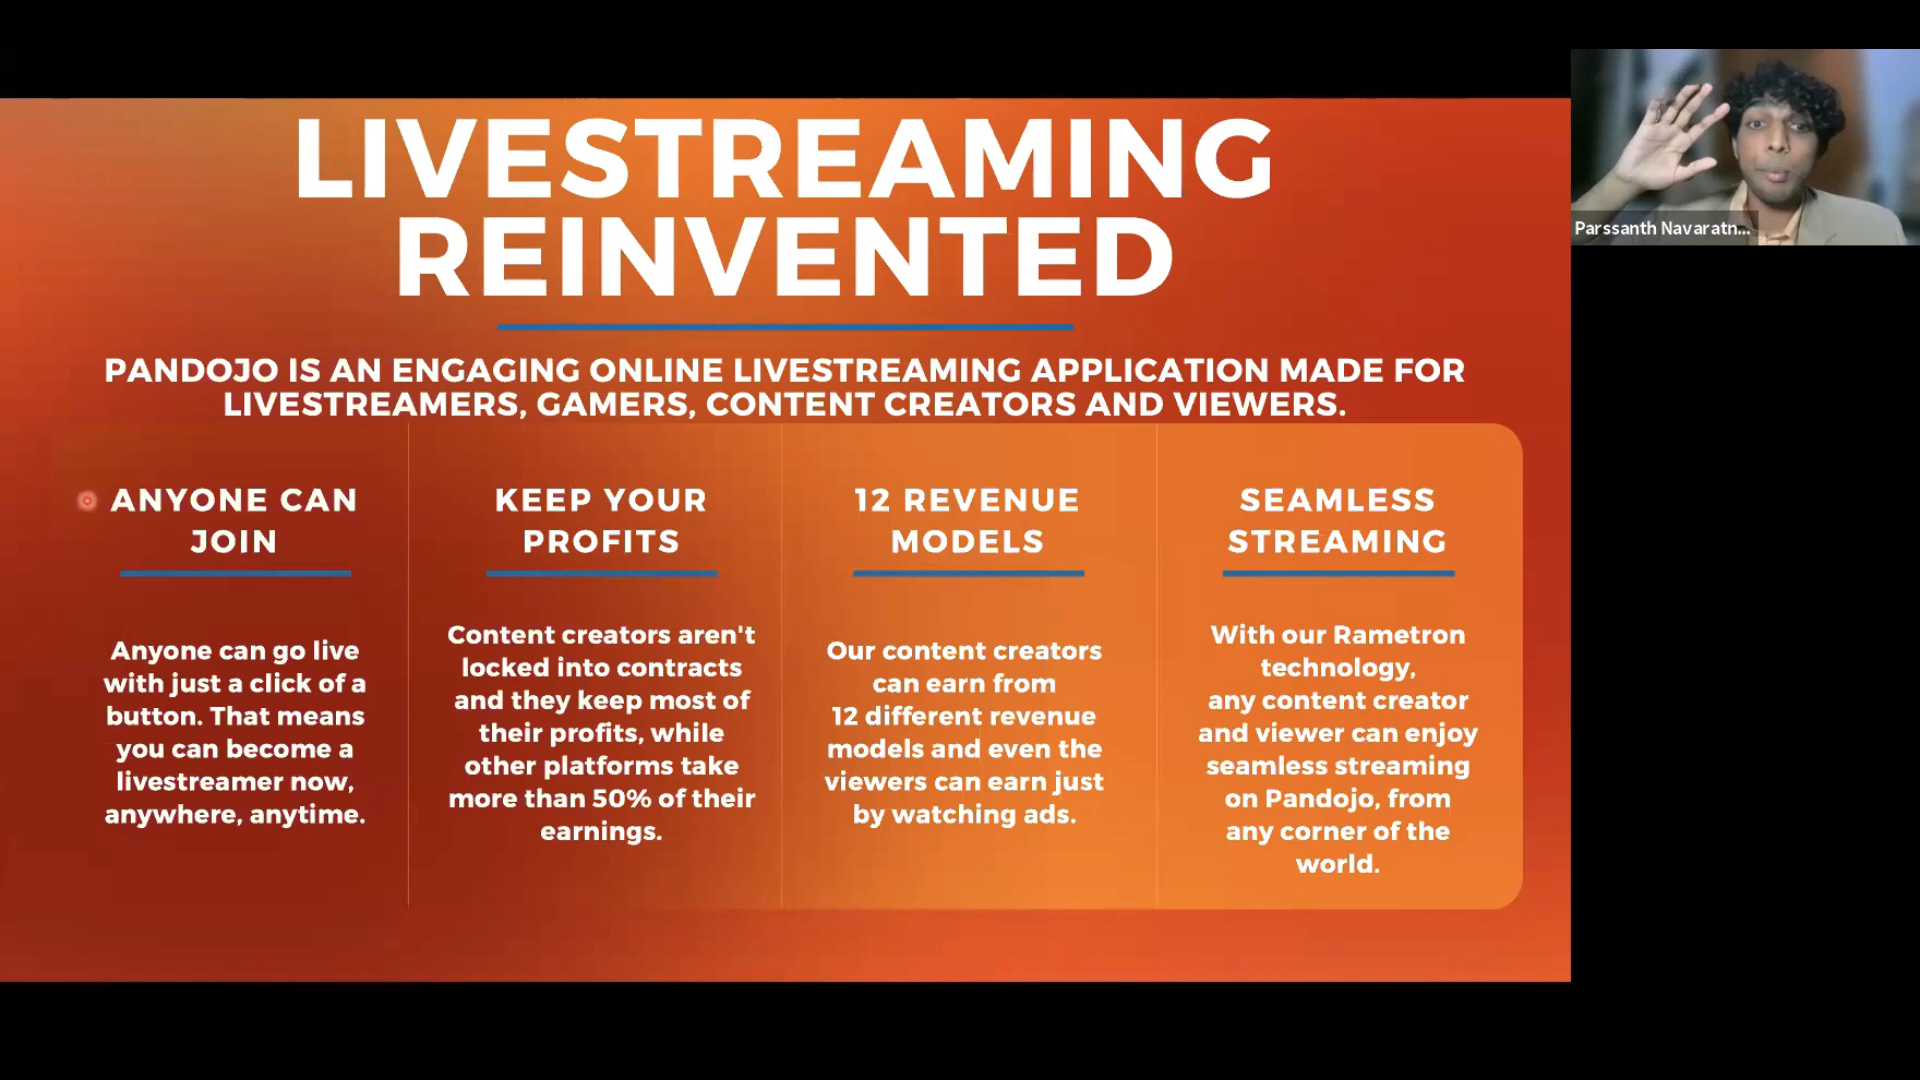 LIVESTREAMING
REINVENTED
PANDOJO IS AN ENGAGING ONLINE LIVESTREAMING APPLICATION MADE FOR
LIVESTREAMERS, GAMERS, CONTENT CREATORS AND VIEWERS.
ANYONE CAN
JOIN
Anyone can go live
with just a click of a
button. That means
you can become a
livestreamer now,
anywhere, anytime.
KEEP YOUR
PROFITS
Content creators aren't
locked into contracts
and they keep most of
their profits, while
other platforms take
more than 50% of their
earnings.
12 REVENUE
MODELS
Our content creators
can earn from
12 different revenue
models and even the
viewers can earn just
by watching ads.
SEAMLESS
STREAMING
With our Rametron
technology,
any content creator
and viewer can enjoy
seamless streaming
on Pandojo, from
any corner of the
world.
Parssanth Navaratn...